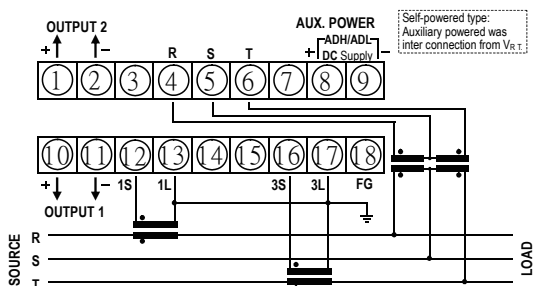 OUTPUT 2
+ −
AUX. POWER
ADH/ADL
+ −
DC Supply
Self-powered type:
Auxiliary powered was
inter connection from VRT.
R S T
1 2 3 4 5 6 7 8 9
10 11 12 13 14 15 16 17 18
+ − 1S 1L 3S 3L FG
OUTPUT 1
SOURCE
R
S
T
LOAD